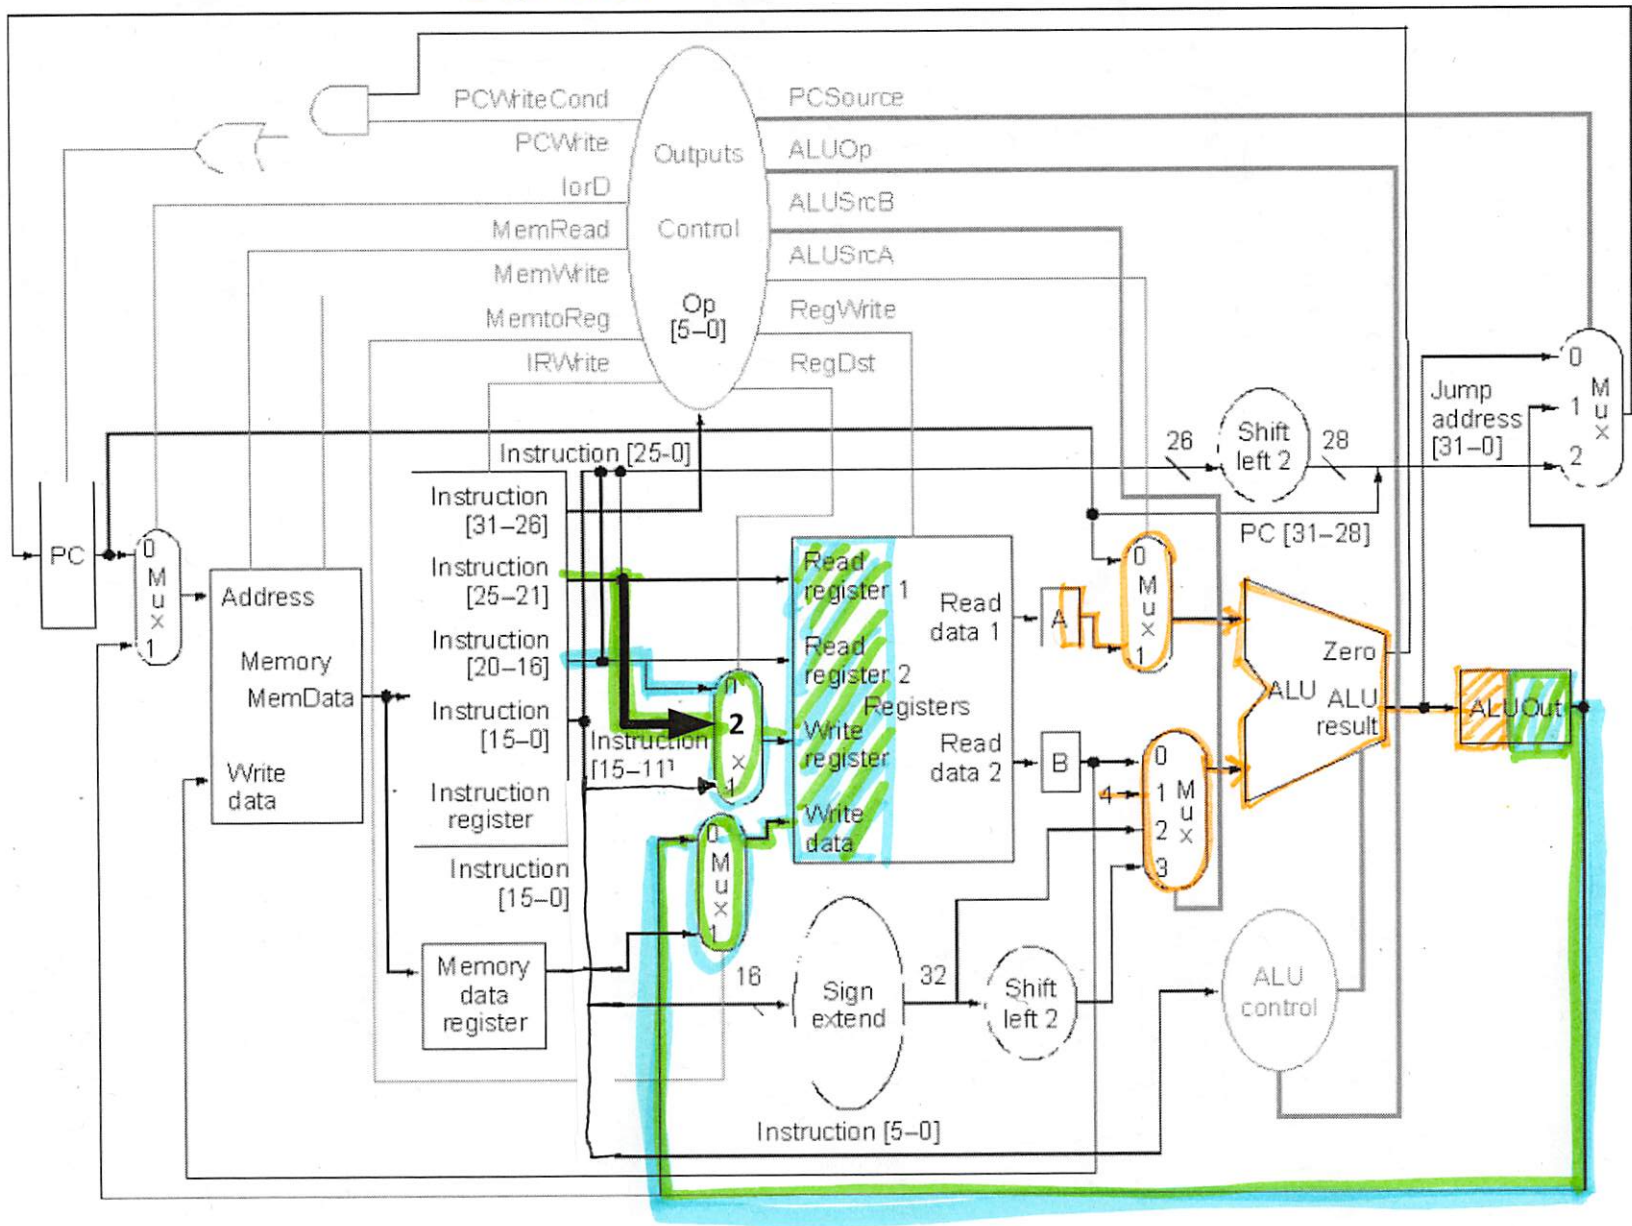 PCWriteCond
PCWrite
IorD
MemRead
MemWrite
MemtoReg
IRWrite
Outputs
Control
Op
[5–0]
PCSource
ALUOp
ALUSrcB
ALUSrcA
RegWrite
RegDst
PC
0
M
u
x
1
Address
Memory
MemData
Write
data
Instruction [25-0]
Instruction
[31–26]
Instruction
[25–21]
Instruction
[20–16]
Instruction
[15–0]
Instruction
register
Instruction
[15–0]
Memory
data
register
Instruction
[15–11]
2
x
1
0
M
u
x
1
Read
register 1
Read
register 2
Registers
Write
register
Write
data
Read
data 1
Read
data 2
A
B
4
0
M
u
x
1
0
1
2
3
M
u
x
16
Sign
extend
32
Shift
left 2
Instruction [5–0]
ALU
control
ALU
Zero
ALU
result
ALUOut
26
Shift
left 2
28
PC [31–28]
Jump
address
[31–0]
0
1
2
M
u
x